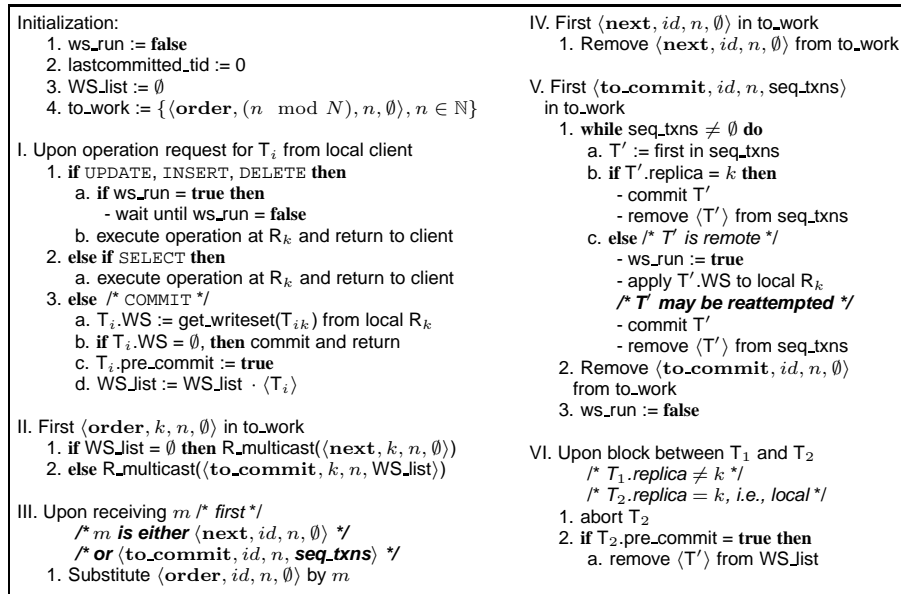 Initialization:
1. ws_run := false
2. lastcommitted_tid := 0
3. WS_list := ∅
4. to_work := {⟨order, (n mod N), n, ∅⟩, n ∈ ℕ}
I. Upon operation request for T_i from local client
1. if UPDATE, INSERT, DELETE then
a. if ws_run = true then
- wait until ws_run = false
b. execute operation at R_k and return to client
2. else if SELECT then
a. execute operation at R_k and return to client
3. else /* COMMIT */
a. T_i.WS := get_writeset(T_ik) from local R_k
b. if T_i.WS = ∅, then commit and return
c. T_i.pre_commit := true
d. WS_list := WS_list · ⟨T_i⟩
II. First ⟨order, k, n, ∅⟩ in to_work
1. if WS_list = ∅ then R_multicast(⟨next, k, n, ∅⟩)
2. else R_multicast(⟨to_commit, k, n, WS_list⟩)
III. Upon receiving m /* first */
/* m is either ⟨next, id, n, ∅⟩ */
/* or ⟨to_commit, id, n, seq_txns⟩ */
1. Substitute ⟨order, id, n, ∅⟩ by m
IV. First ⟨next, id, n, ∅⟩ in to_work
1. Remove ⟨next, id, n, ∅⟩ from to_work
V. First ⟨to_commit, id, n, seq_txns⟩
in to_work
1. while seq_txns ≠ ∅ do
a. T′ := first in seq_txns
b. if T′.replica = k then
- commit T′
- remove ⟨T′⟩ from seq_txns
c. else /* T′ is remote */
- ws_run := true
- apply T′.WS to local R_k
/* T′ may be reattempted */
- commit T′
- remove ⟨T′⟩ from seq_txns
2. Remove ⟨to_commit, id, n, ∅⟩
from to_work
3. ws_run := false
VI. Upon block between T_1 and T_2
/* T_1.replica ≠ k */
/* T_2.replica = k, i.e., local */
1. abort T_2
2. if T_2.pre_commit = true then
a. remove ⟨T′⟩ from WS_list